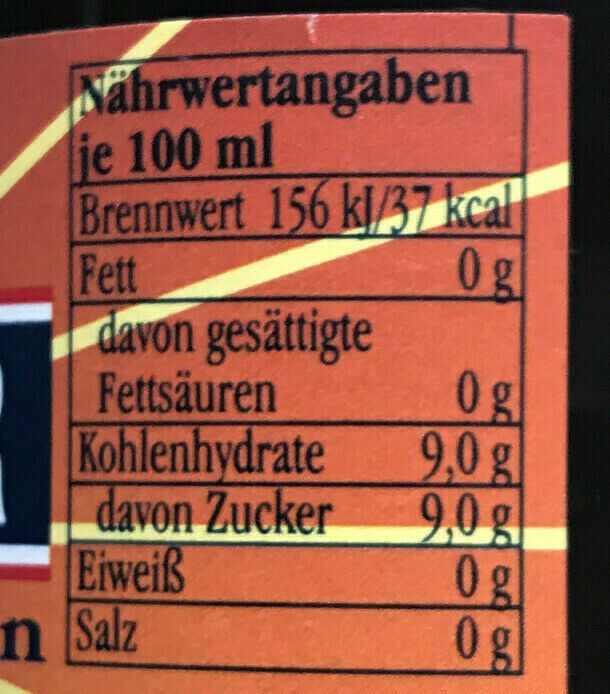 Nährwertangaben
je 100 ml
Brennwert 156 kJ/37 kcal
Fett 0 g
davon gesättigte
Fettsäuren 0 g
Kohlenhydrate 9,0 g
davon Zucker 9,0 g
Eiweiß 0 g
Salz 0 g
n